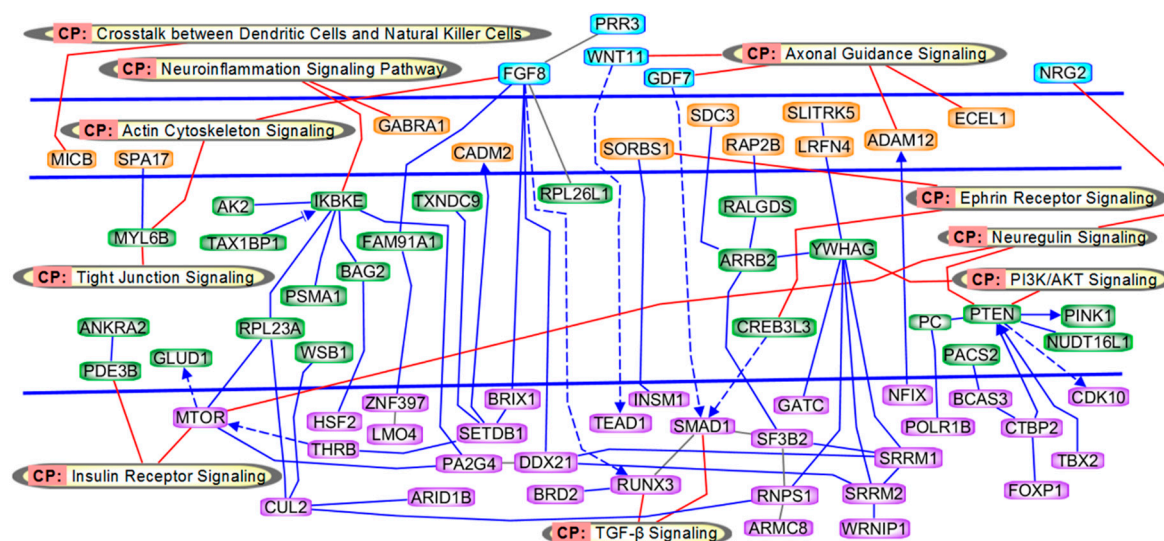 PRR3
CP: Crosstalk between Dendritic Cells and Natural Killer Cells
WNT11
CP: Axonal Guidance Signaling
CP: Neuroinflammation Signaling Pathway
FGF8
GDF7
NRG2
SDC3
SLITRK5
ECEL1
GABRA1
CP: Actin Cytoskeleton Signaling
ADAM12
MICB
SPA17
CADM2
SORBS1
RAP2B
LRFN4
AK2
IKBKE
TXNDC9
RPL26L1
CP: Ephrin Receptor Signaling
RALGDS
MYL6B
TAX1BP1
FAM91A1
CP: Neuregulin Signaling
YWHAG
ARRB2
CP: Tight Junction Signaling
BAG2
CP: PI3K/AKT Signaling
PSMA1
ANKRA2
RPL23A
CREB3L3
PC
PTEN
PINK1
GLUD1
WSB1
NUDT16L1
PDE3B
PACS2
MTOR
HSF2
ZNF397
BRIX1
INSM1
GATC
NFIX
BCAS3
CDK10
LMO4
SETDB1
TEAD1
SMAD1
SF3B2
POLR1B
CTBP2
THRB
PA2G4
DDX21
SRRM1
TBX2
CP: Insulin Receptor Signaling
RUNX3
FOXP1
CUL2
ARID1B
BRD2
RNPS1
SRRM2
ARMC8
WRNIP1
CP: TGF-β Signaling